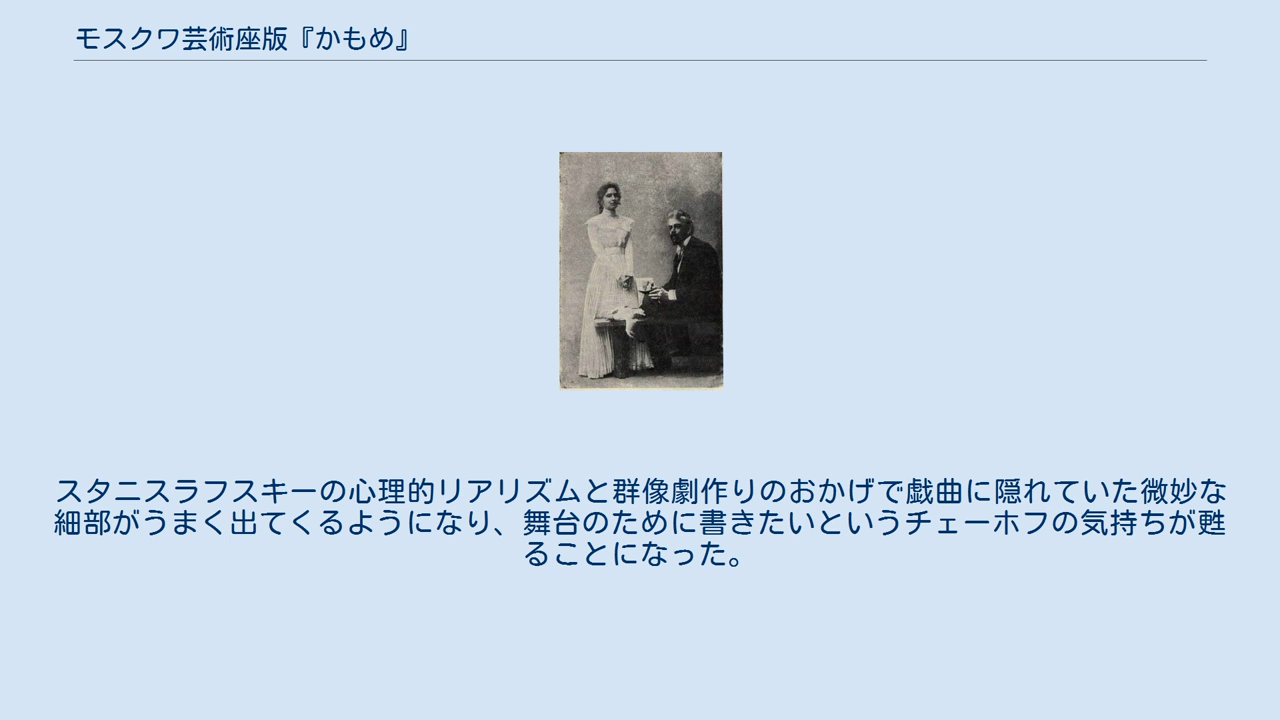 モスクワ芸術座版『かもめ』
スタニスラフスキーの心理的リアリズムと群像劇作りのおかげで戯曲に隠れていた微妙な
細部がうまく出てくるようになり、舞台のために書きたいというチェーホフの気持ちが甦
ることになった。